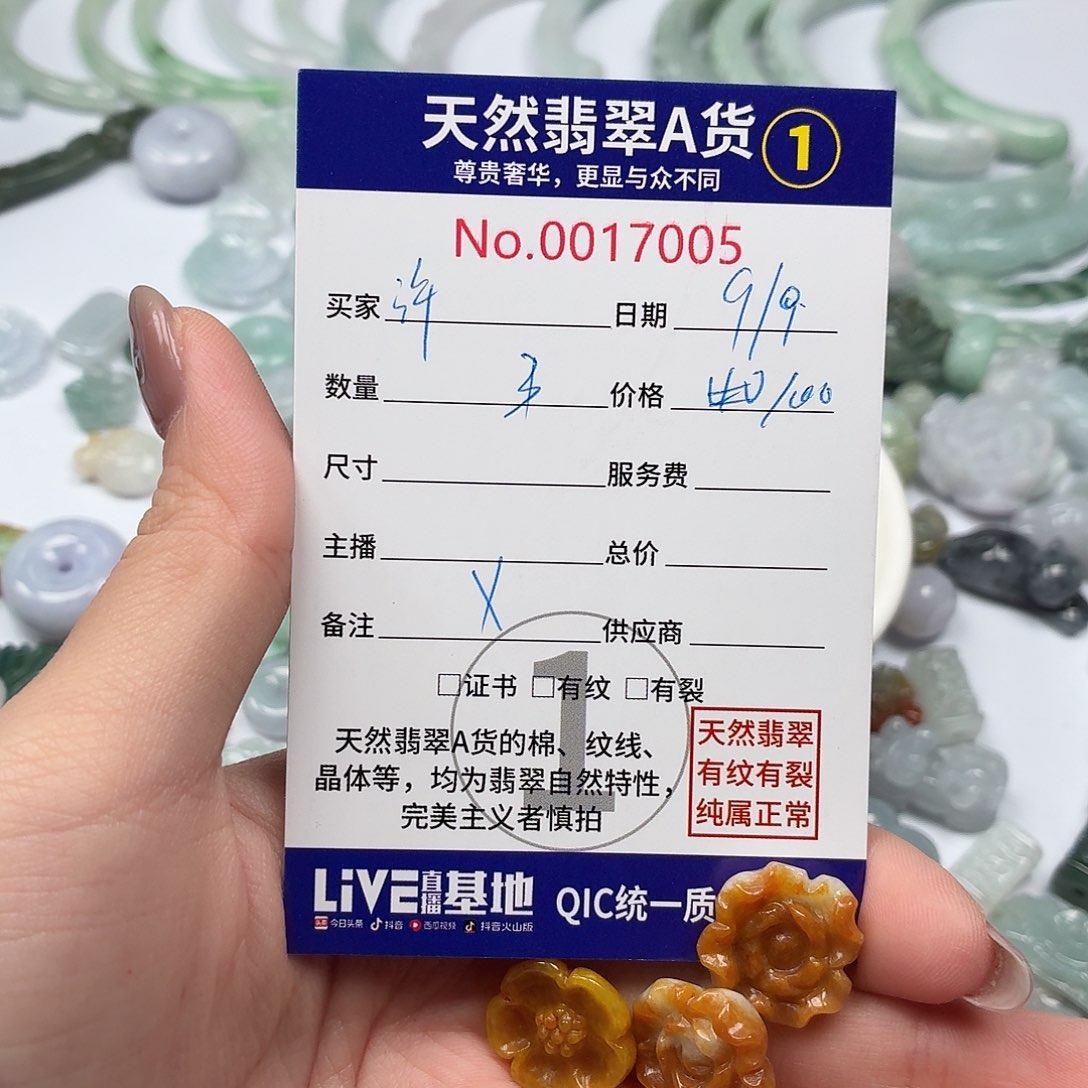 天然翡翠A货 1
尊贵奢华，更显与众不同
No.0017005
买家 许 日期 9/9
数量 价格
尺寸 服务费
主播 总价
备注 X 供应商
1
□证书 □有纹 □有裂
天然翡翠A货的棉、纹线、
晶体等，均为翡翠自然特性，
完美主义者慎拍
天然翡翠
有纹有裂
纯属正常
LiVE直播基地 QIC统一质
今日头条 抖音 西瓜视频 抖音火山版